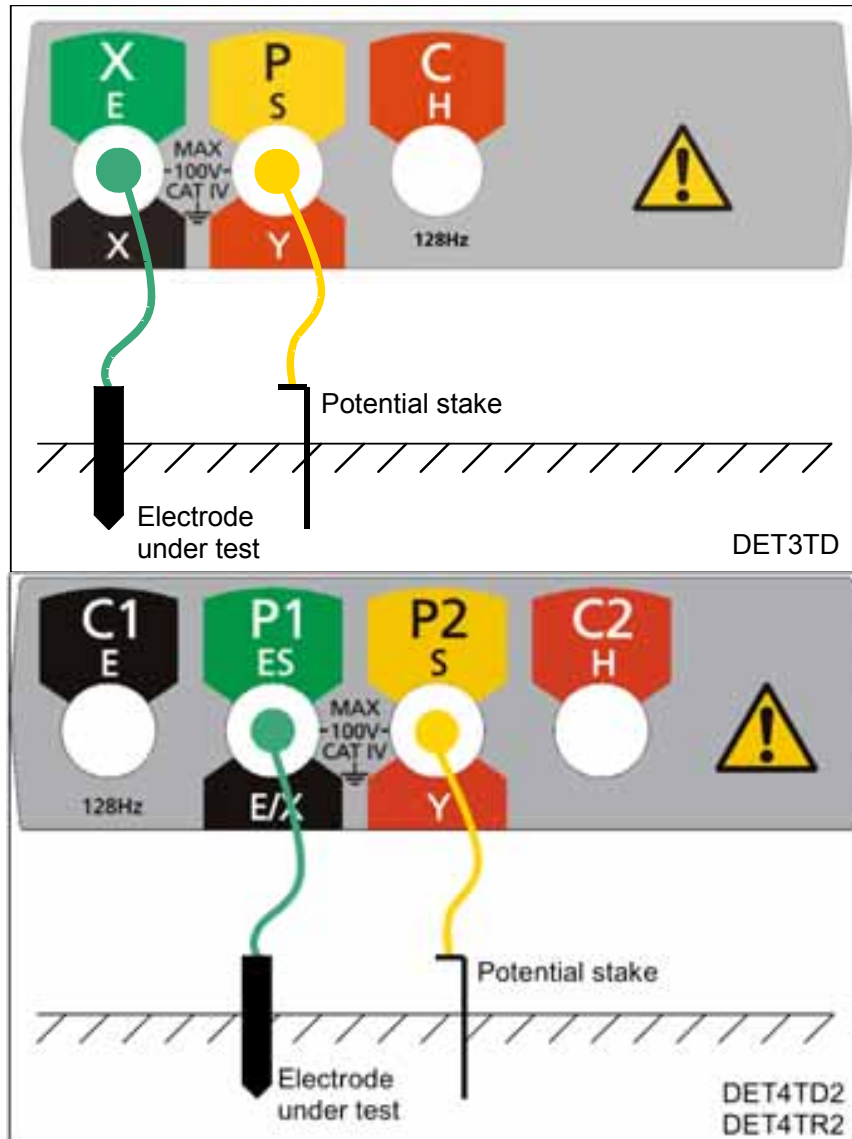 X P C
E S H
MAX
100V
CAT IV
X Y 128Hz
Potential stake
Electrode
under test
DET3TD
C1 P1 P2 C2
E ES S H
MAX
100V
CAT IV
128Hz E/X Y
Potential stake
Electrode
under test
DET4TD2
DET4TR2